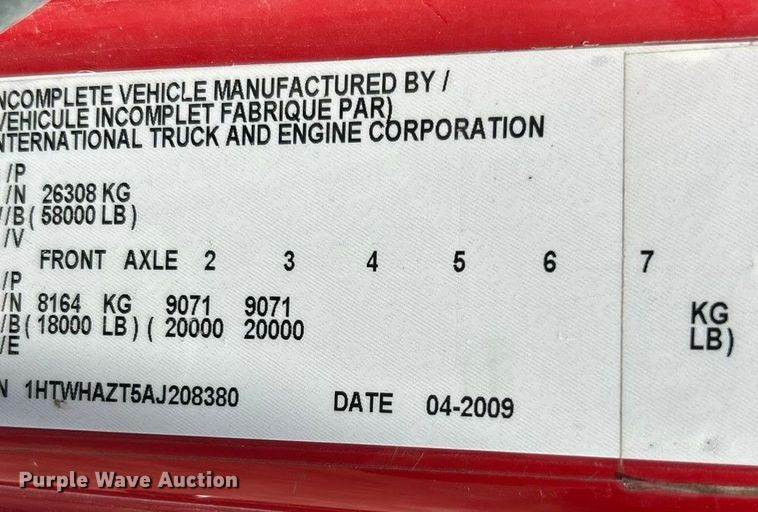 NCOMPLETE VEHICLE MANUFACTURED BY /
VEHICULE INCOMPLET FABRIQUE PAR)
NTERNATIONAL TRUCK AND ENGINE CORPORATION
/P
/N 26308 KG
/B ( 58000 LB )
/V
FRONT AXLE 2 3 4 5 6 7
/P
/N 8164 KG 9071 9071 KG
/B ( 18000 LB ) ( 20000 20000 LB)
/E
N 1HTWHAZT5AJ208380 DATE 04-2009
Purple Wave Auction